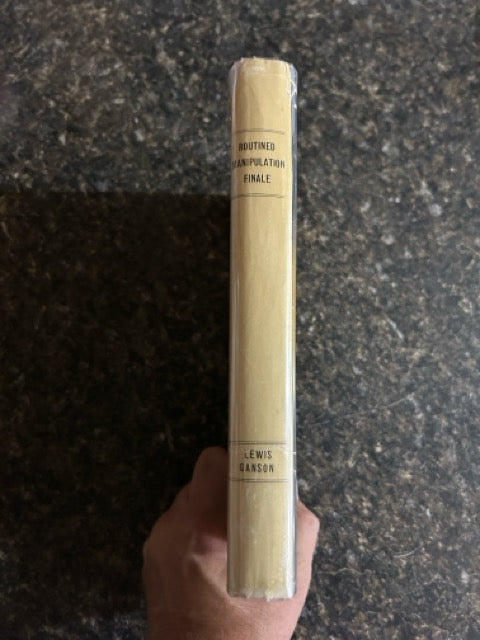 ROUTINED
MANIPULATION
FINALE
LEWIS
GANSON